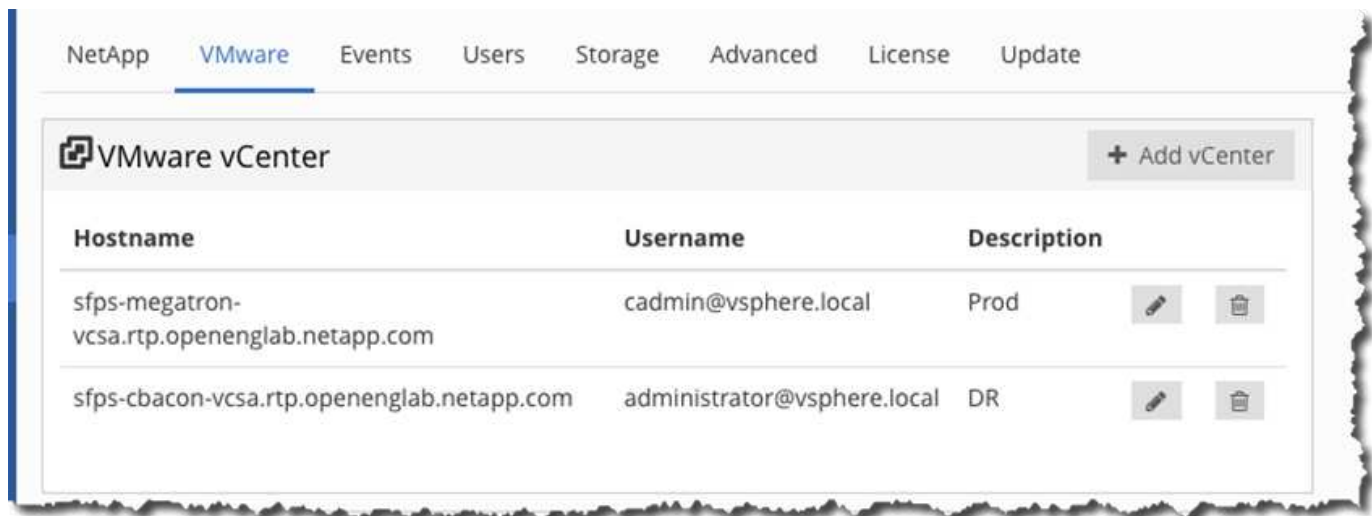 NetApp VMware Events Users Storage Advanced License Update
VMware vCenter + Add vCenter
Hostname Username Description
sfps-megatron- cadmin@vsphere.local Prod
vcsa.rtp.openenglab.netapp.com
sfps-cbacon-vcsa.rtp.openenglab.netapp.com administrator@vsphere.local DR